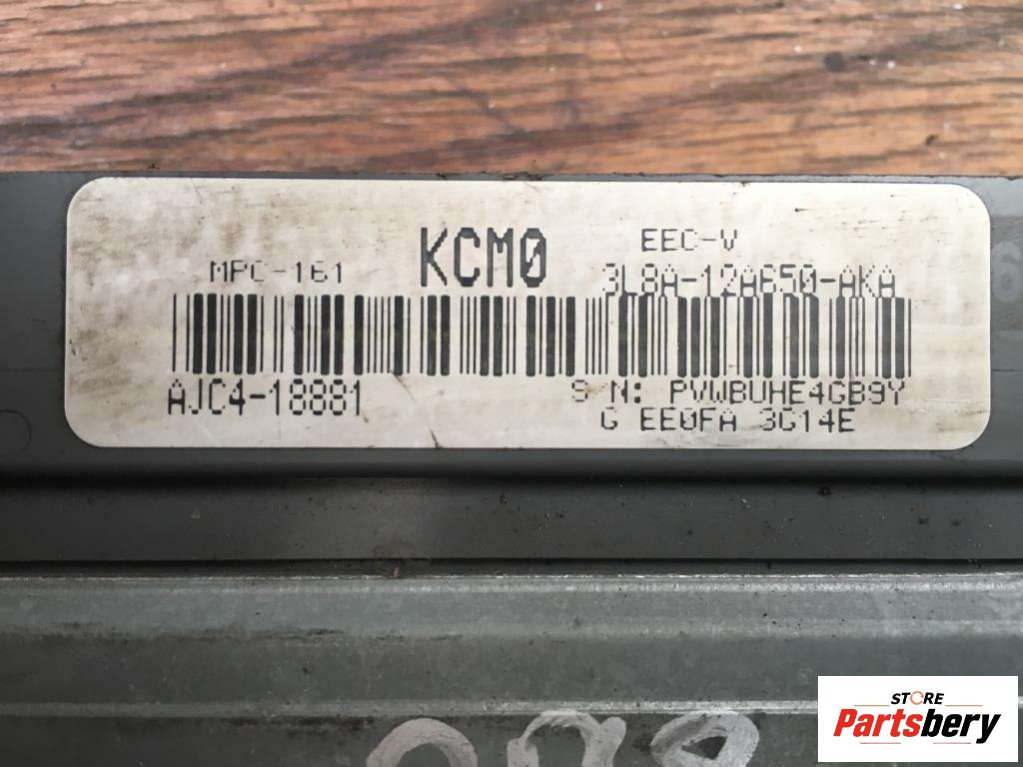 KCM0
EEC-V
MPC-161
3L8A-12A650-AKA
AJC4-18881
S N: PVWBUHE4GB9Y
G EE0FA 3G14E
STORE
Partsbery